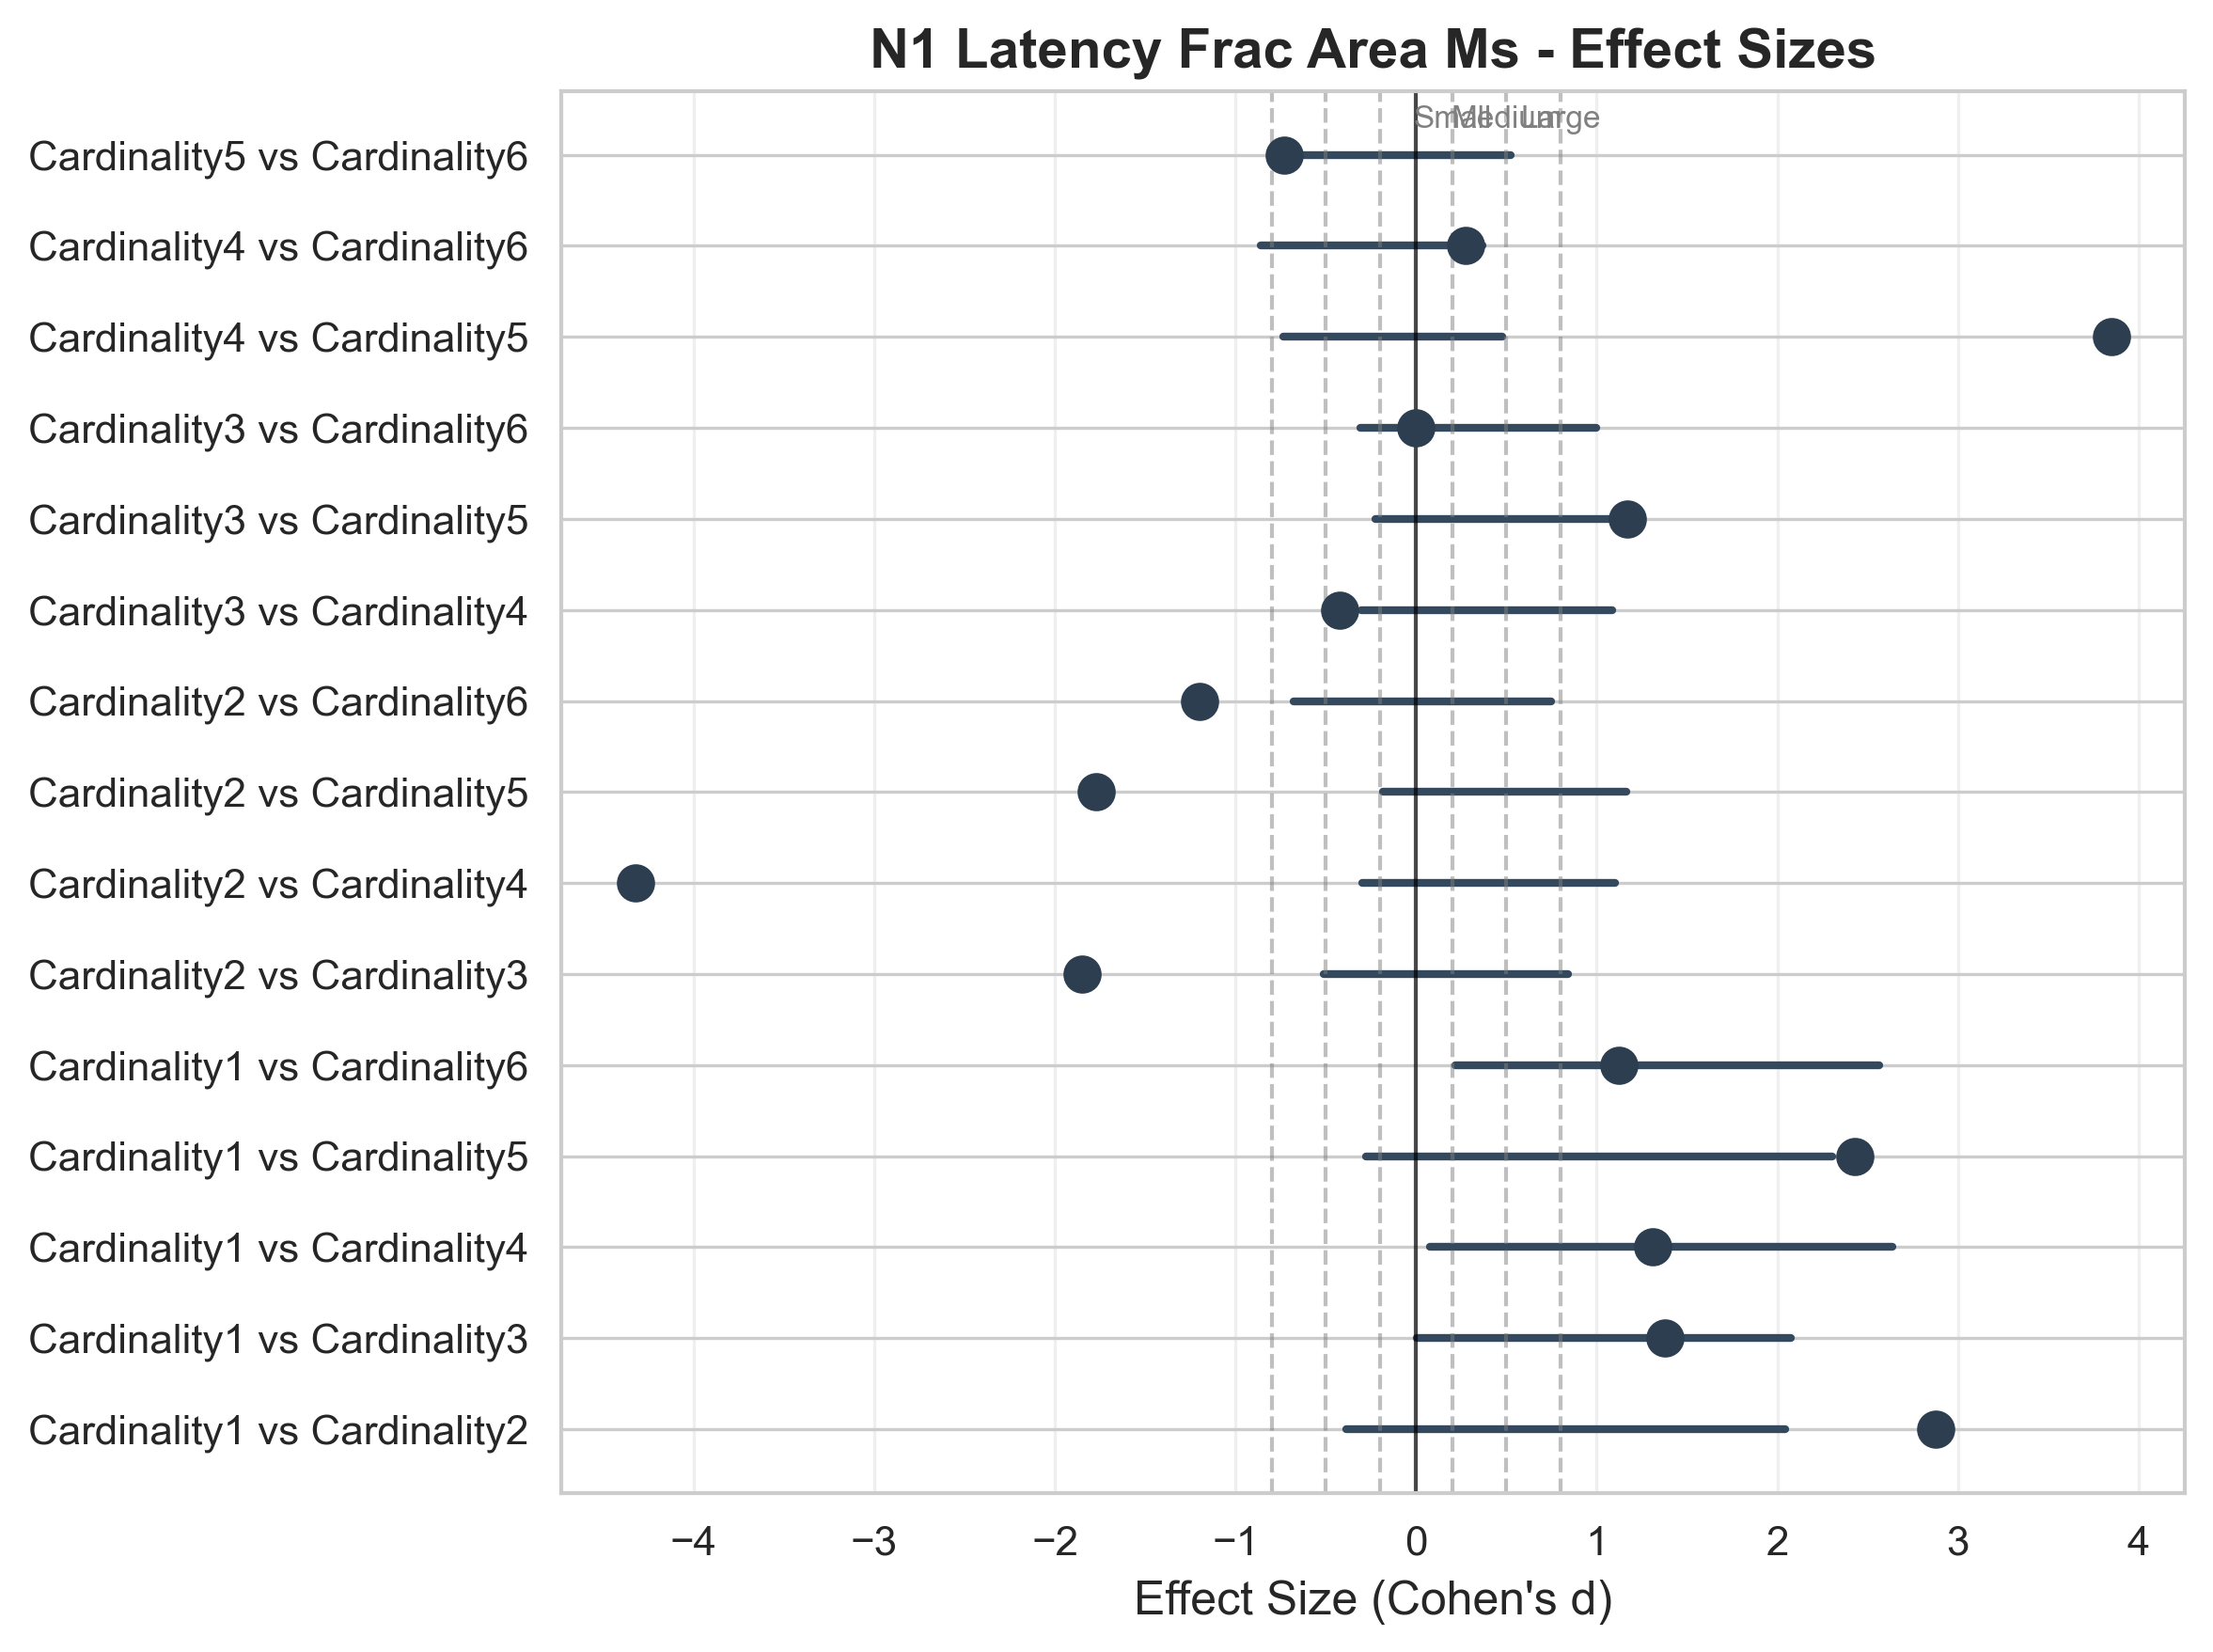 N1 Latency Frac Area Ms - Effect Sizes
Small Medium Large
Cardinality5 vs Cardinality6
Cardinality4 vs Cardinality6
Cardinality4 vs Cardinality5
Cardinality3 vs Cardinality6
Cardinality3 vs Cardinality5
Cardinality3 vs Cardinality4
Cardinality2 vs Cardinality6
Cardinality2 vs Cardinality5
Cardinality2 vs Cardinality4
Cardinality2 vs Cardinality3
Cardinality1 vs Cardinality6
Cardinality1 vs Cardinality5
Cardinality1 vs Cardinality4
Cardinality1 vs Cardinality3
Cardinality1 vs Cardinality2
−4 −3 −2 −1 0 1 2 3 4
Effect Size (Cohen's d)